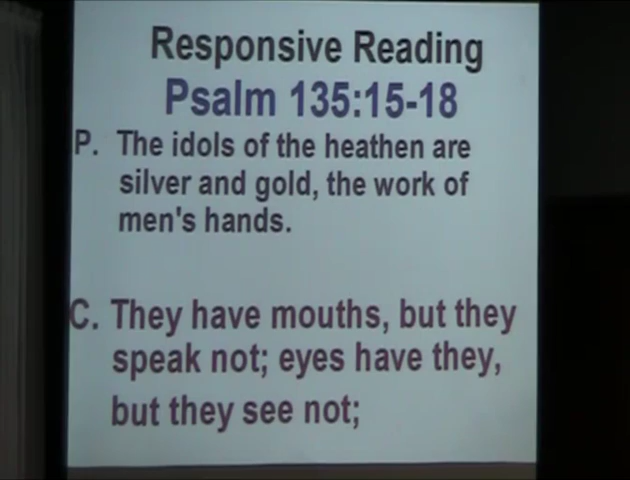 Responsive Reading
Psalm 135:15-18
P. The idols of the heathen are
silver and gold, the work of
men's hands.
C. They have mouths, but they
speak not; eyes have they,
but they see not;